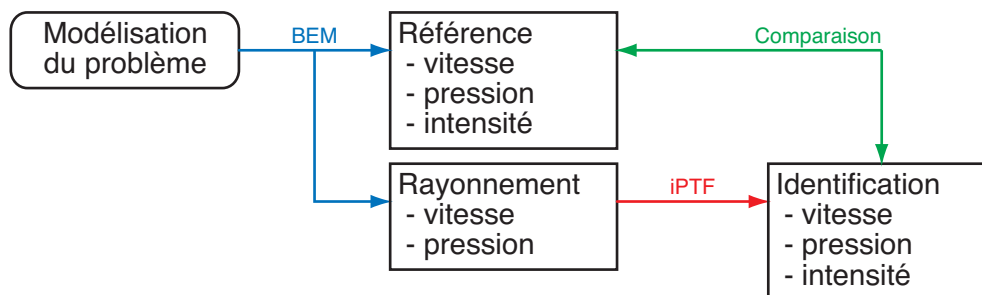 Modélisation
du problème
BEM
Référence
- vitesse
- pression
- intensité
Comparaison
Rayonnement
- vitesse
- pression
iPTF
Identification
- vitesse
- pression
- intensité